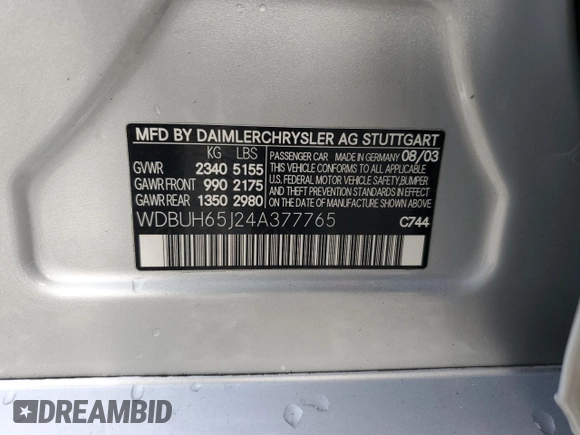 MFD BY DAIMLERCHRYSLER AG STUTTGART
KG LBS
GVWR 2340 5155
GAWR FRONT 990 2175
GAWR REAR 1350 2980
PASSENGER CAR MADE IN GERMANY 08/03
THIS VEHICLE CONFORMS TO ALL APPLICABLE
U.S. FEDERAL MOTOR VEHICLE SAFETY, BUMPER,
AND THEFT PREVENTION STANDARDS IN EFFECT
ON THE DATE OF MANUFACTURE SHOWN ABOVE.
WDBUH65J24A377765
C744
DREAMBID